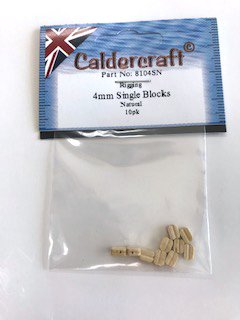 Caldercraft©
Part No: 8104SN
Rigging
4mm Single Blocks
Natural
10pk